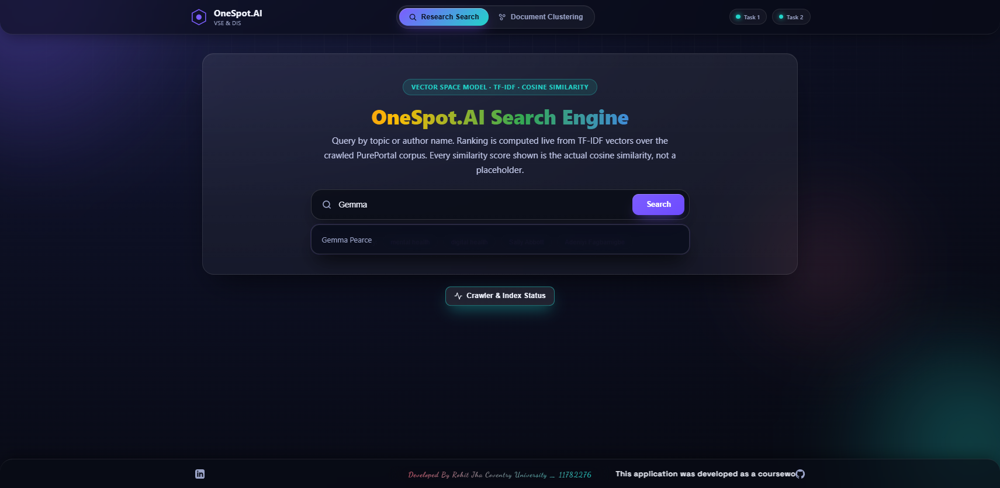 OneSpot.AI
VSE & DIS
Research Search
Document Clustering
Task 1
Task 2
VECTOR SPACE MODEL · TF-IDF · COSINE SIMILARITY
OneSpot.AI Search Engine
Query by topic or author name. Ranking is computed live from TF-IDF vectors over the
crawled PurePortal corpus. Every similarity score shown is the actual cosine similarity, not a
placeholder.
Gemma
Search
Gemma Pearce
Crawler & Index Status
in
Developed By Rohit Jha Coventry University _ 11782276
This application was developed as a coursewo